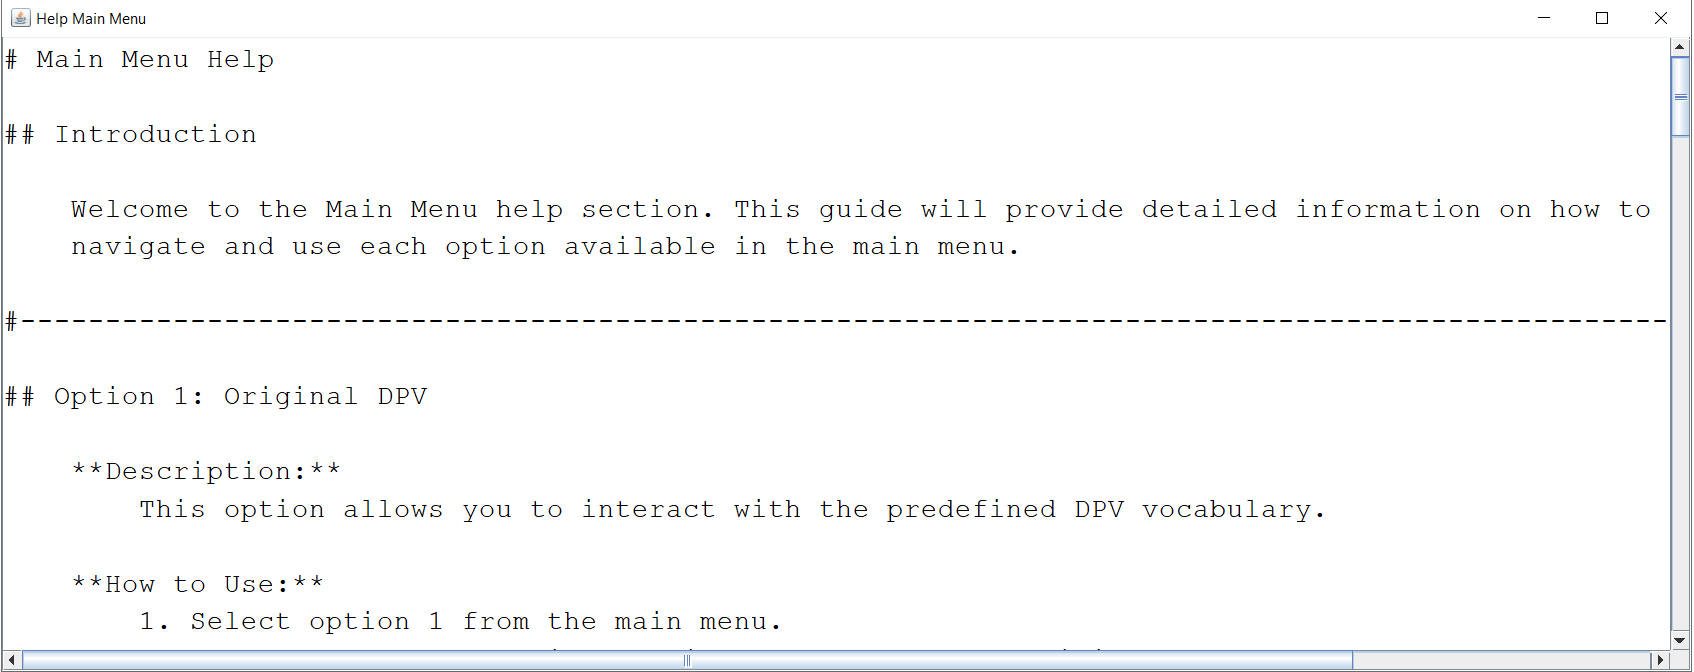 Help Main Menu
# Main Menu Help
## Introduction
Welcome to the Main Menu help section. This guide will provide detailed information on how to
navigate and use each option available in the main menu.
#-------------------------------------------------------------------------------------------------
## Option 1: Original DPV
**Description:**
This option allows you to interact with the predefined DPV vocabulary.
**How to Use:**
1. Select option 1 from the main menu.